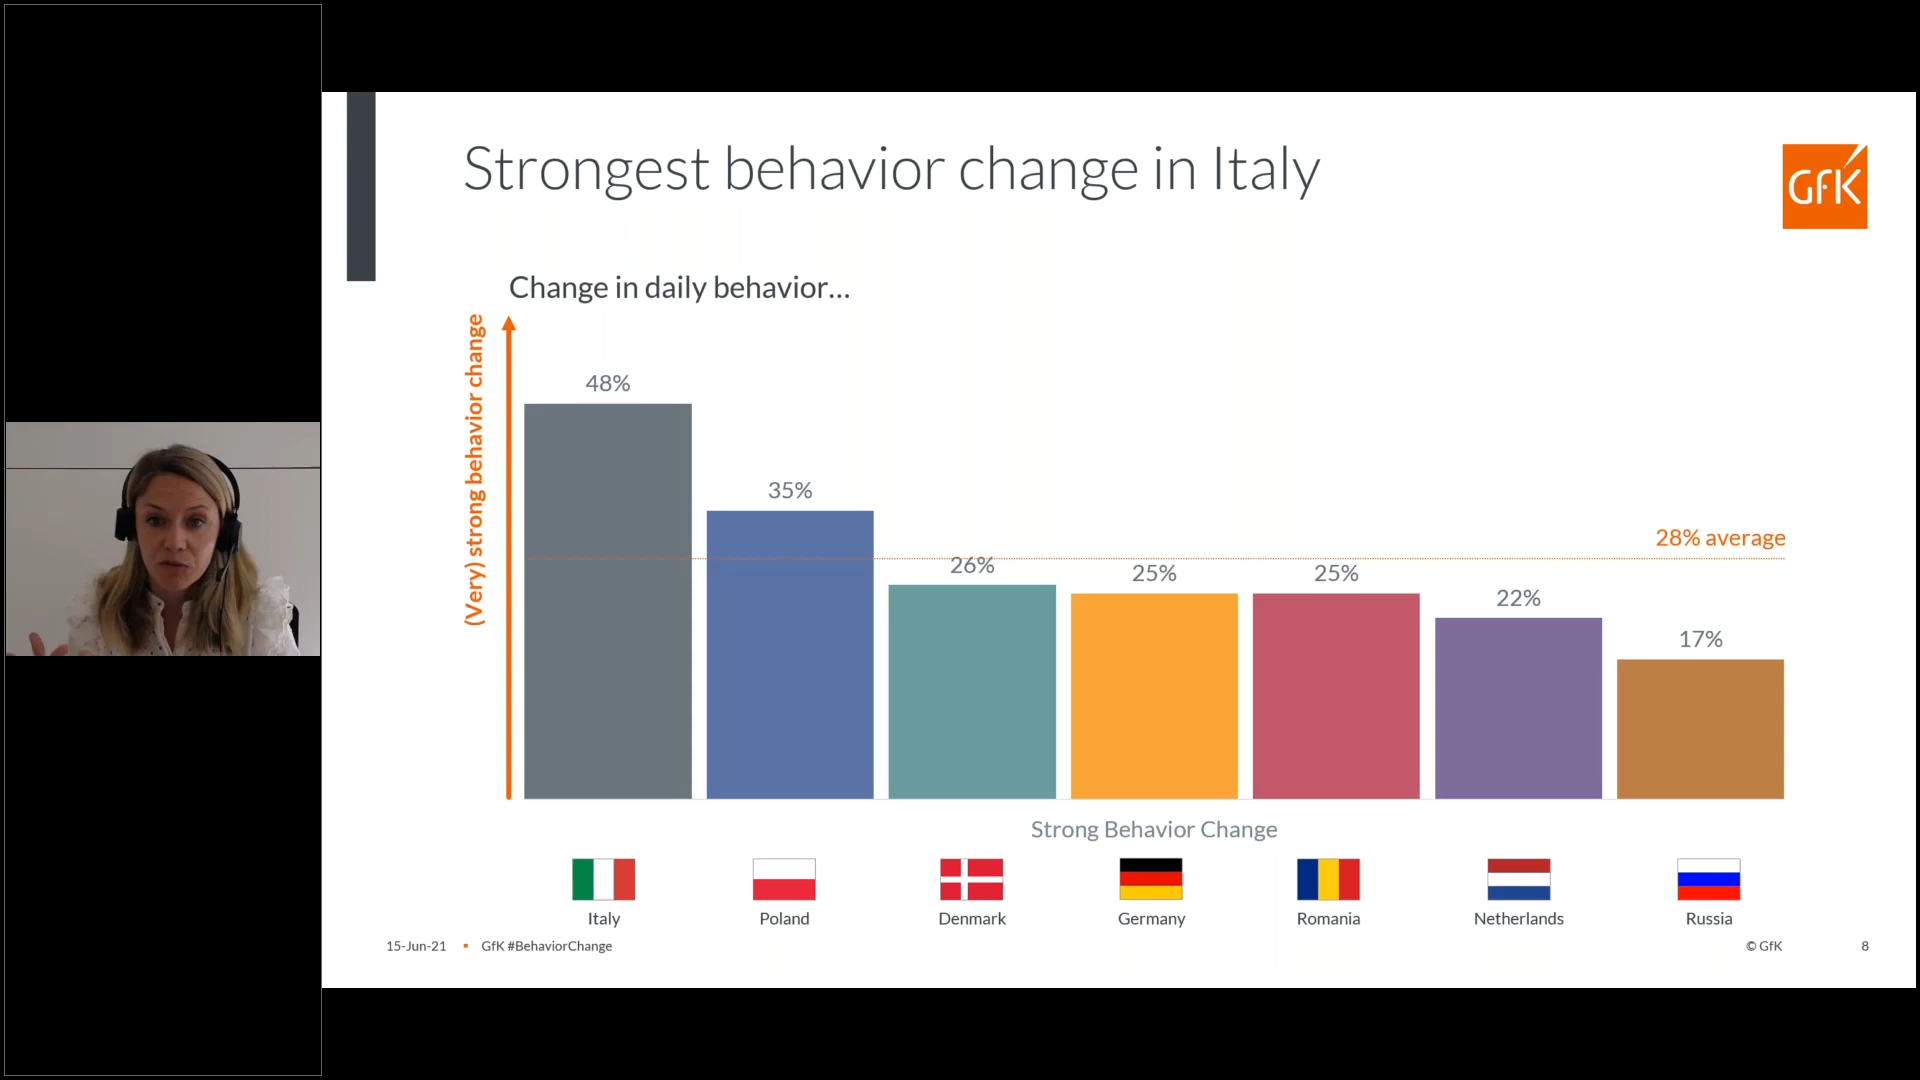 Strongest behavior change in Italy
GfK
Change in daily behavior...
(Very) strong behavior change
48%
35%
28% average
26%
25%
25%
22%
17%
Strong Behavior Change
Italy
Poland
Denmark
Germany
Romania
Netherlands
Russia
15-Jun-21 ▪ GfK #BehaviorChange
© GfK
8